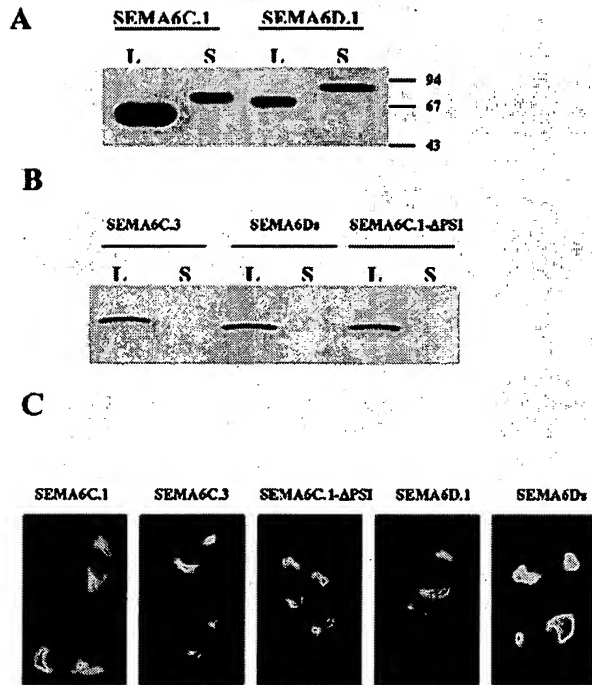 A
SEMA6C.1 SEMA6D.1
L S L S
94
67
43
B
SEMA6C.3 SEMA6Ds SEMA6C.1-ΔPSI
L S L S L S
C
SEMA6C.1 SEMA6C.3 SEMA6C.1-ΔPSI SEMA6D.1 SEMA6Ds